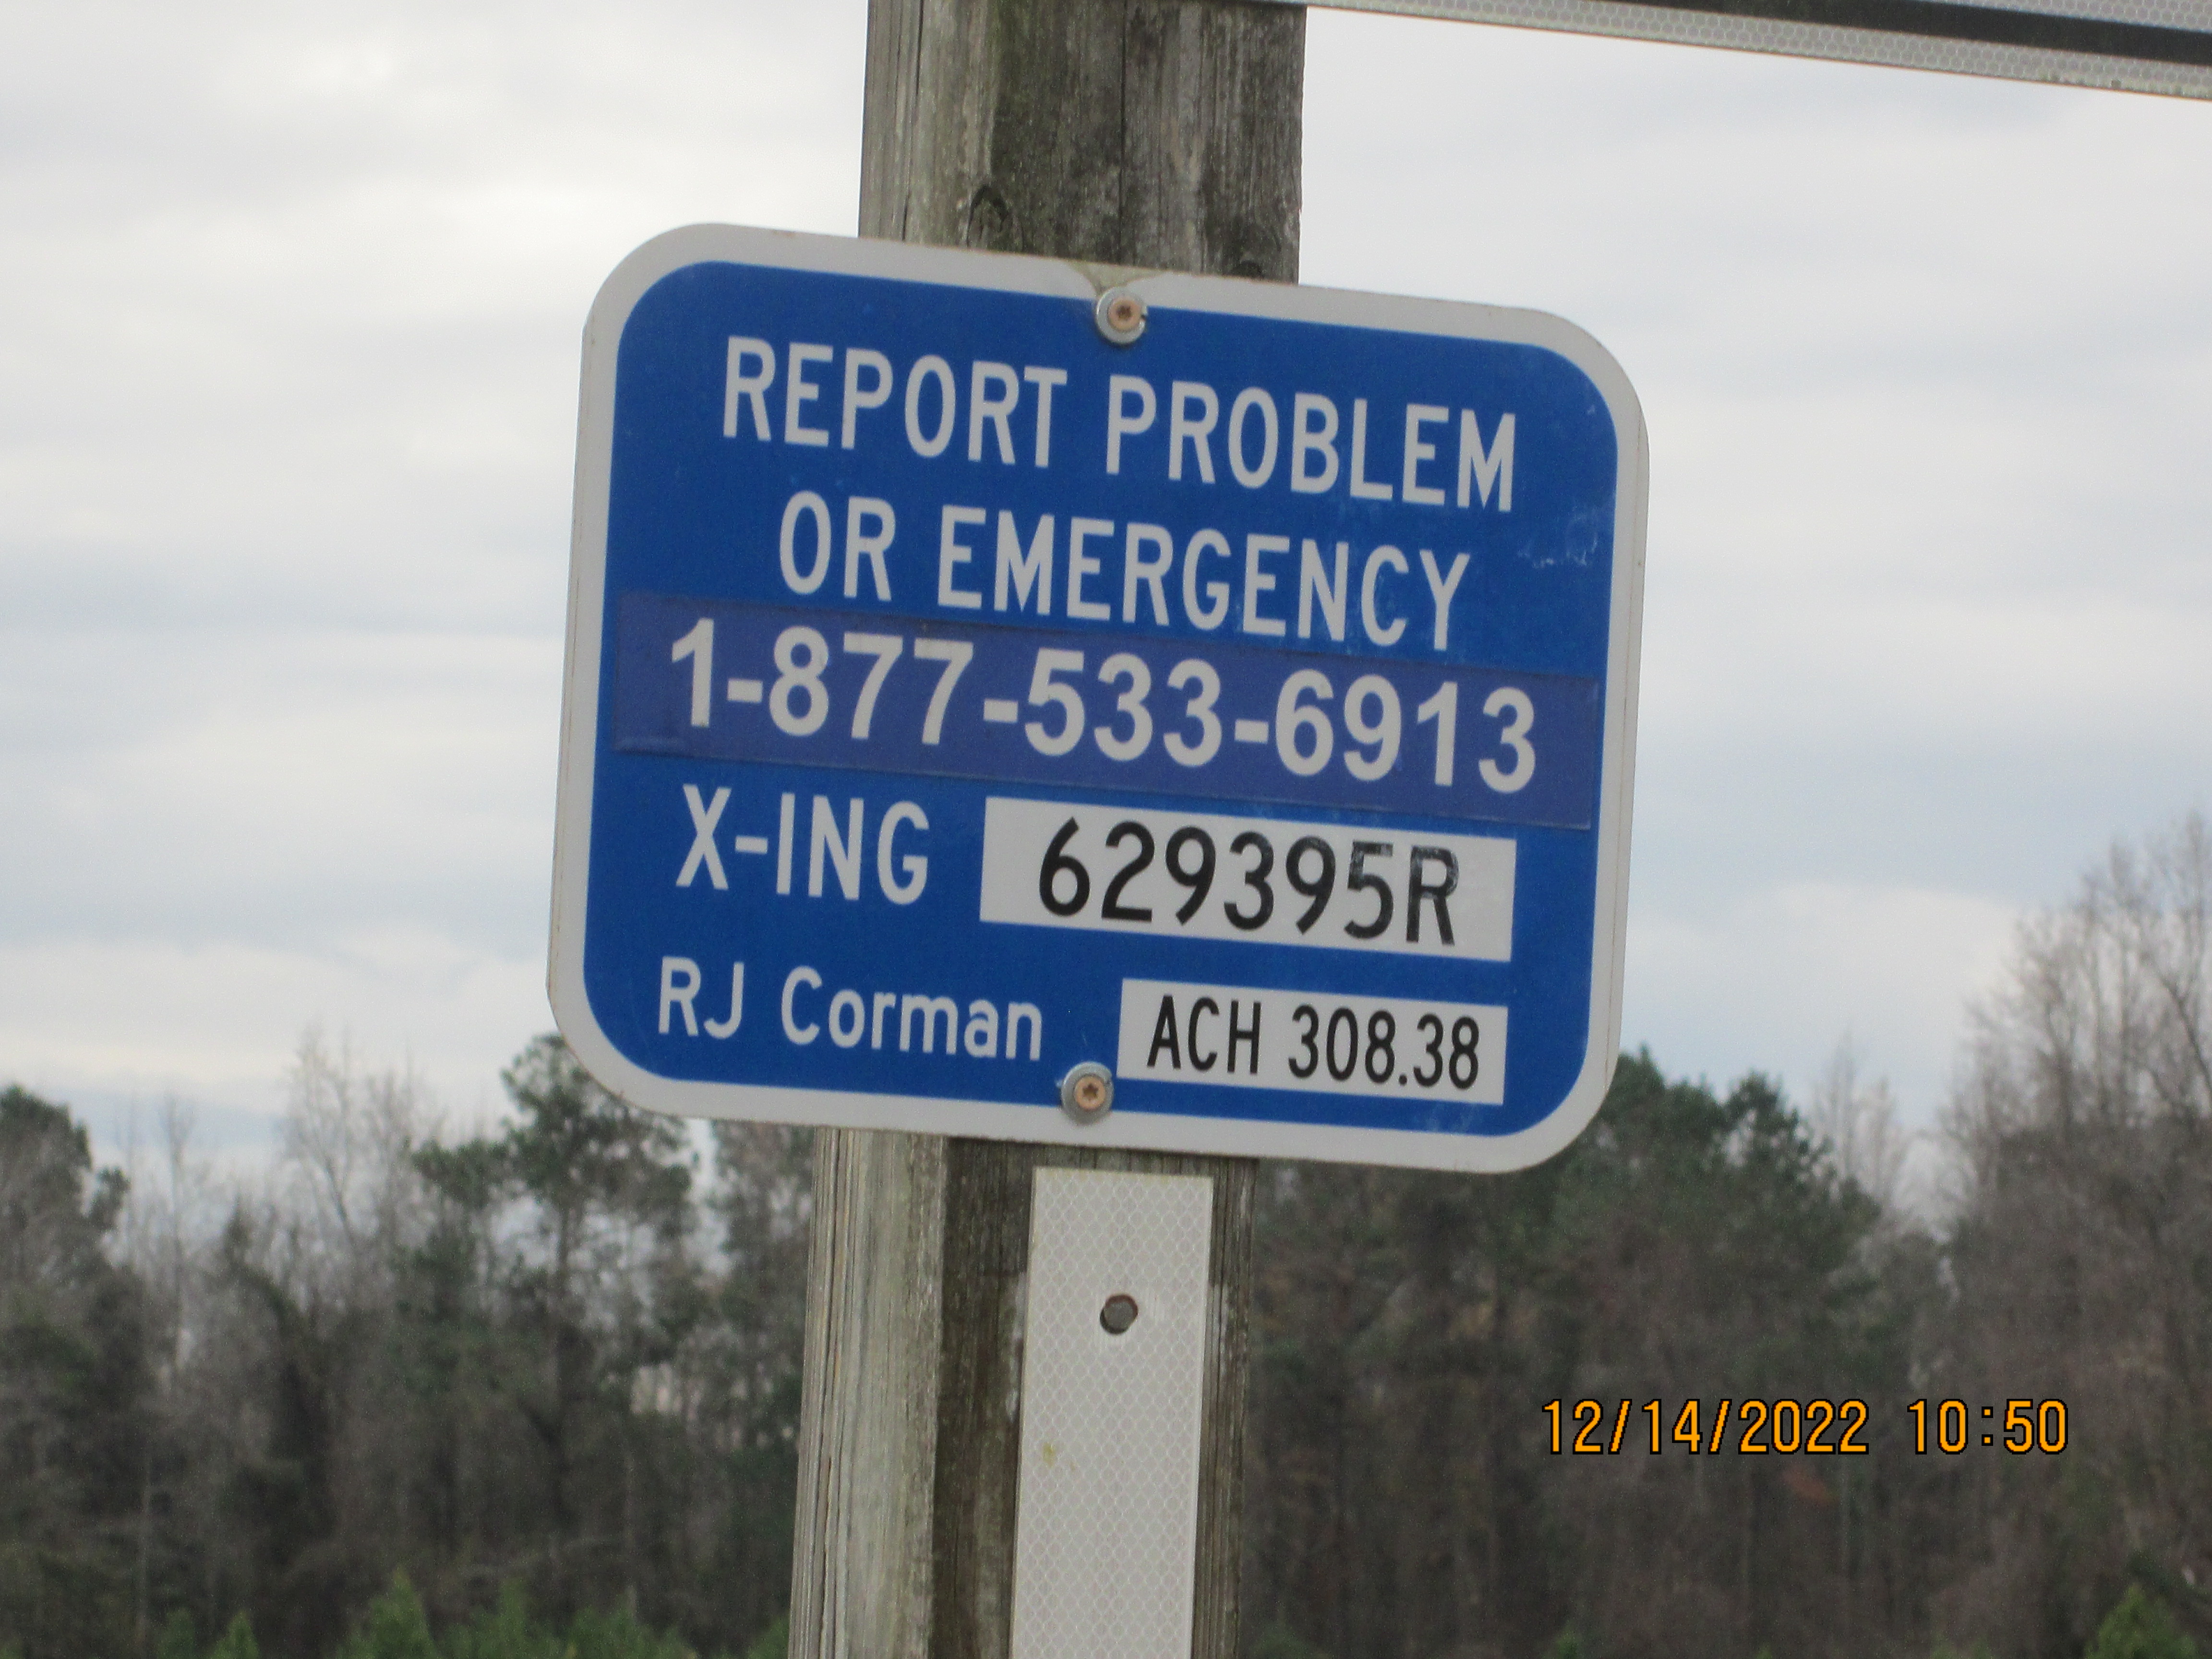 REPORT PROBLEM
OR EMERGENCY
1-877-533-6913
X-ING 629395R
RJ Corman ACH 308.38
12/14/2022 10:50